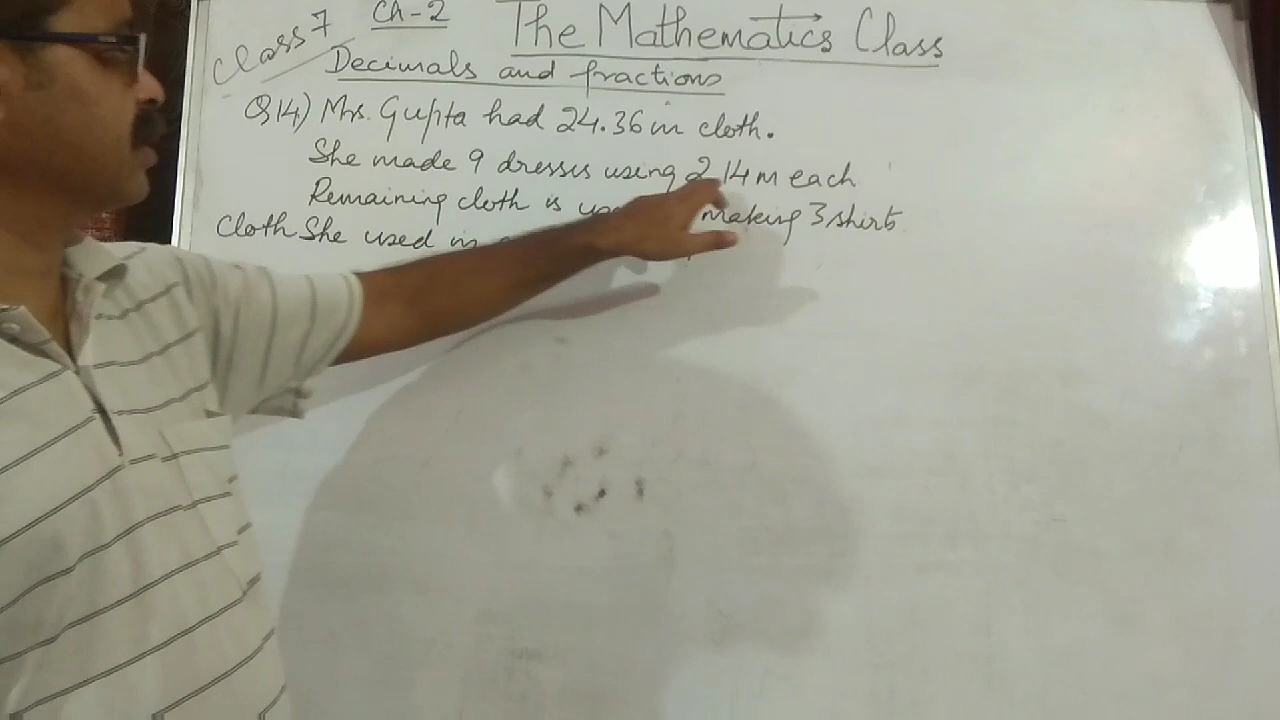 Class 7 Ch-2 The Mathematics Class
Decimals and fractions
Q14) Mrs. Gupta had 24.36 m cloth.
She made 9 dresses using 2.14 m each
Remaining cloth is making 3 shirts
Cloth She used in